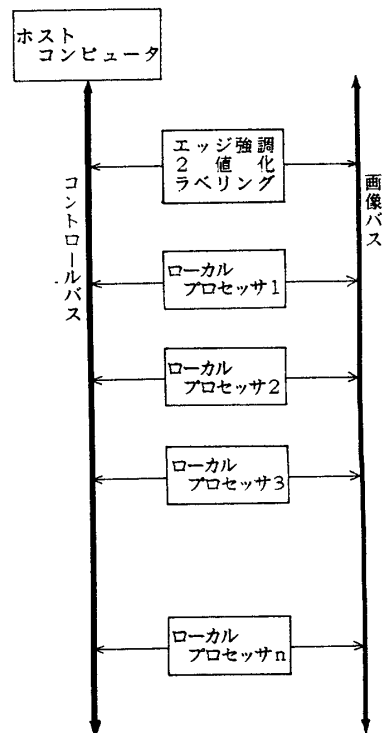 ホスト
コンピュータ
エッジ強調
2値化
ラベリング
コントロールバス
画像バス
ローカル
プロセッサ1
ローカル
プロセッサ2
ローカル
プロセッサ3
ローカル
プロセッサn